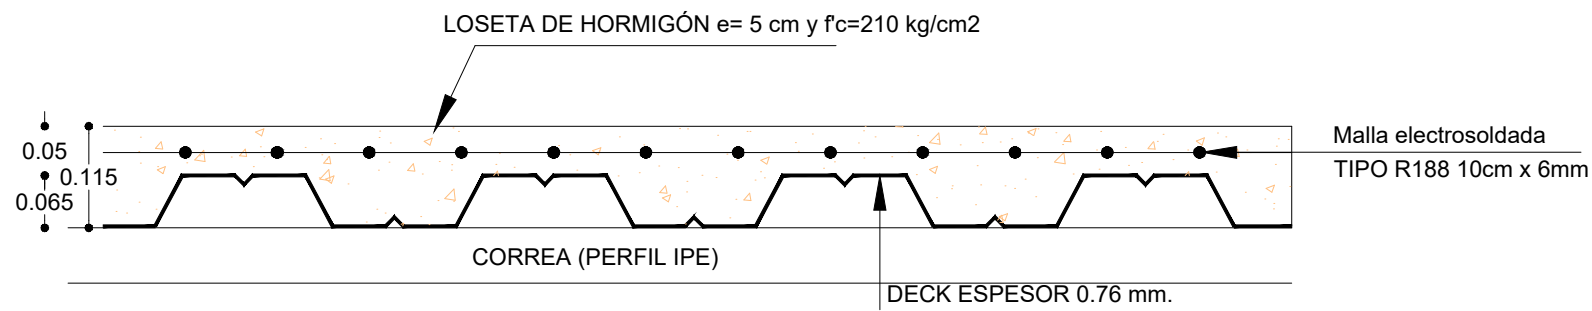 LOSETA DE HORMIGÓN e= 5 cm y f'c=210 kg/cm2
Malla electrosoldada
TIPO R188 10cm x 6mm
0.05
0.115
0.065
CORREA (PERFIL IPE)
DECK ESPESOR 0.76 mm.